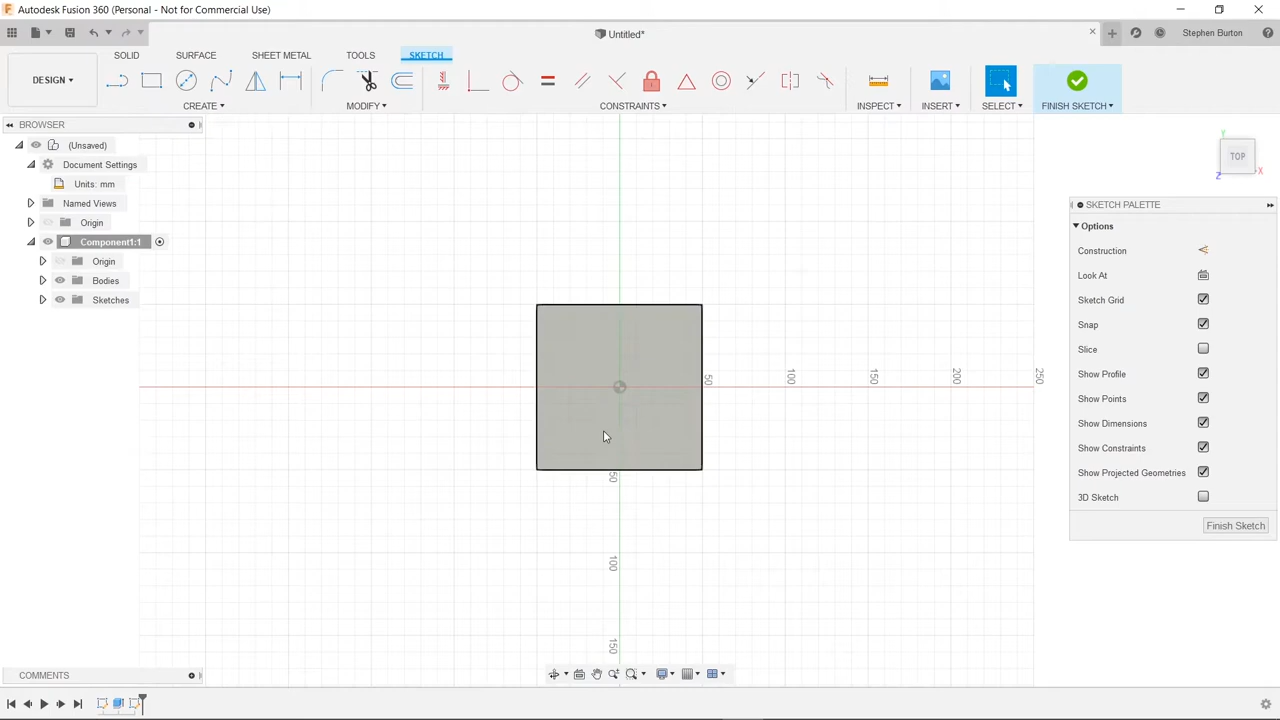 Autodesk Fusion 360 (Personal - Not for Commercial Use)
Untitled*
Stephen Burton
SOLID SURFACE SHEET METAL TOOLS SKETCH
DESIGN
CREATE MODIFY CONSTRAINTS INSPECT INSERT SELECT FINISH SKETCH
BROWSER
(Unsaved)
Document Settings
Units: mm
Named Views
Origin
Component1:1
Origin
Bodies
Sketches
TOP
Y
X
Z
SKETCH PALETTE
Options
Construction
Look At
Sketch Grid
Snap
Slice
Show Profile
Show Points
Show Dimensions
Show Constraints
Show Projected Geometries
3D Sketch
Finish Sketch
50 100 150 200 250
50
100
150
COMMENTS